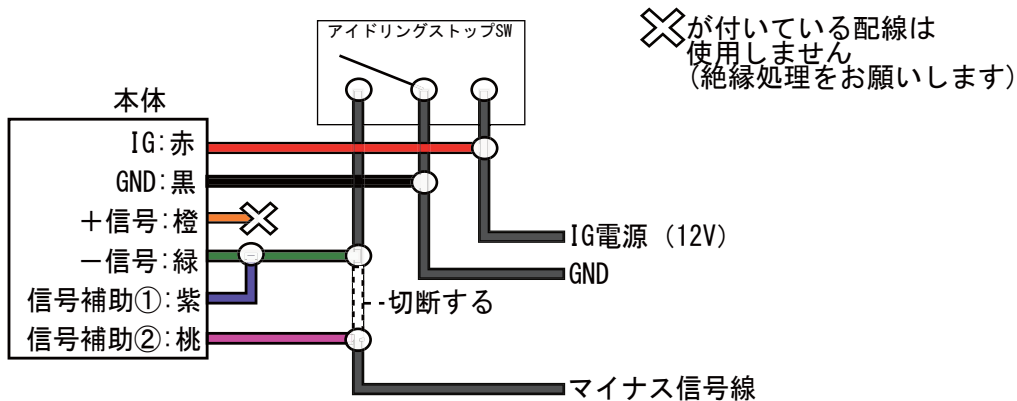 アイドリングストップSW
が付いている配線は
使用しません
(絶縁処理をお願いします)
本体
IG:赤
GND:黒
+信号:橙
-信号:緑
信号補助①:紫
信号補助②:桃
IG電源 (12V)
GND
切断する
マイナス信号線